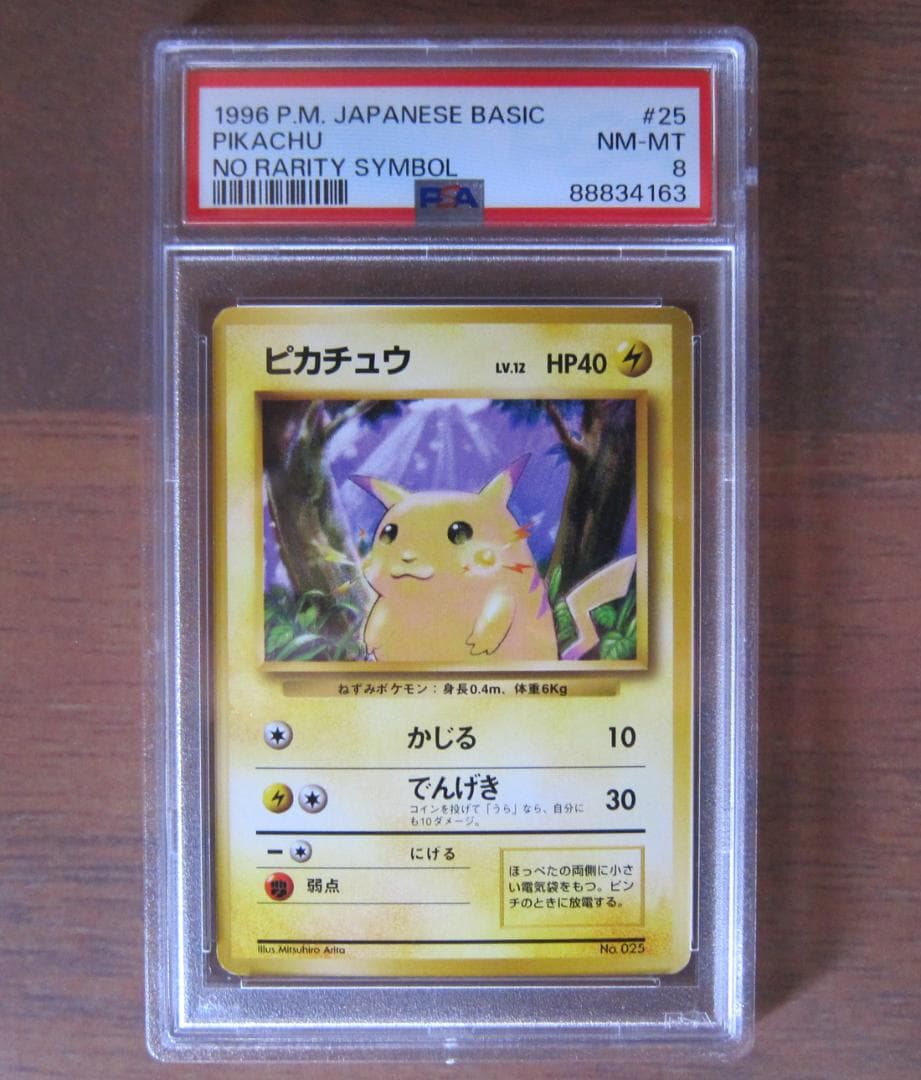 1996 P.M. JAPANESE BASIC #25
PIKACHU NM-MT
NO RARITY SYMBOL 8
PSA 88834163
ピカチュウ LV.12 HP40
ねずみポケモン：身長0.4m、体重6Kg
かじる 10
でんげき 30
コインを投げて「うら」なら、自分に
も10ダメージ。
にげる
弱点
ほっぺたの両側に小さ
い電気袋をもつ。ピン
チのときに放電する。
Illus. Mitsuhiro Arita No. 025
PSA